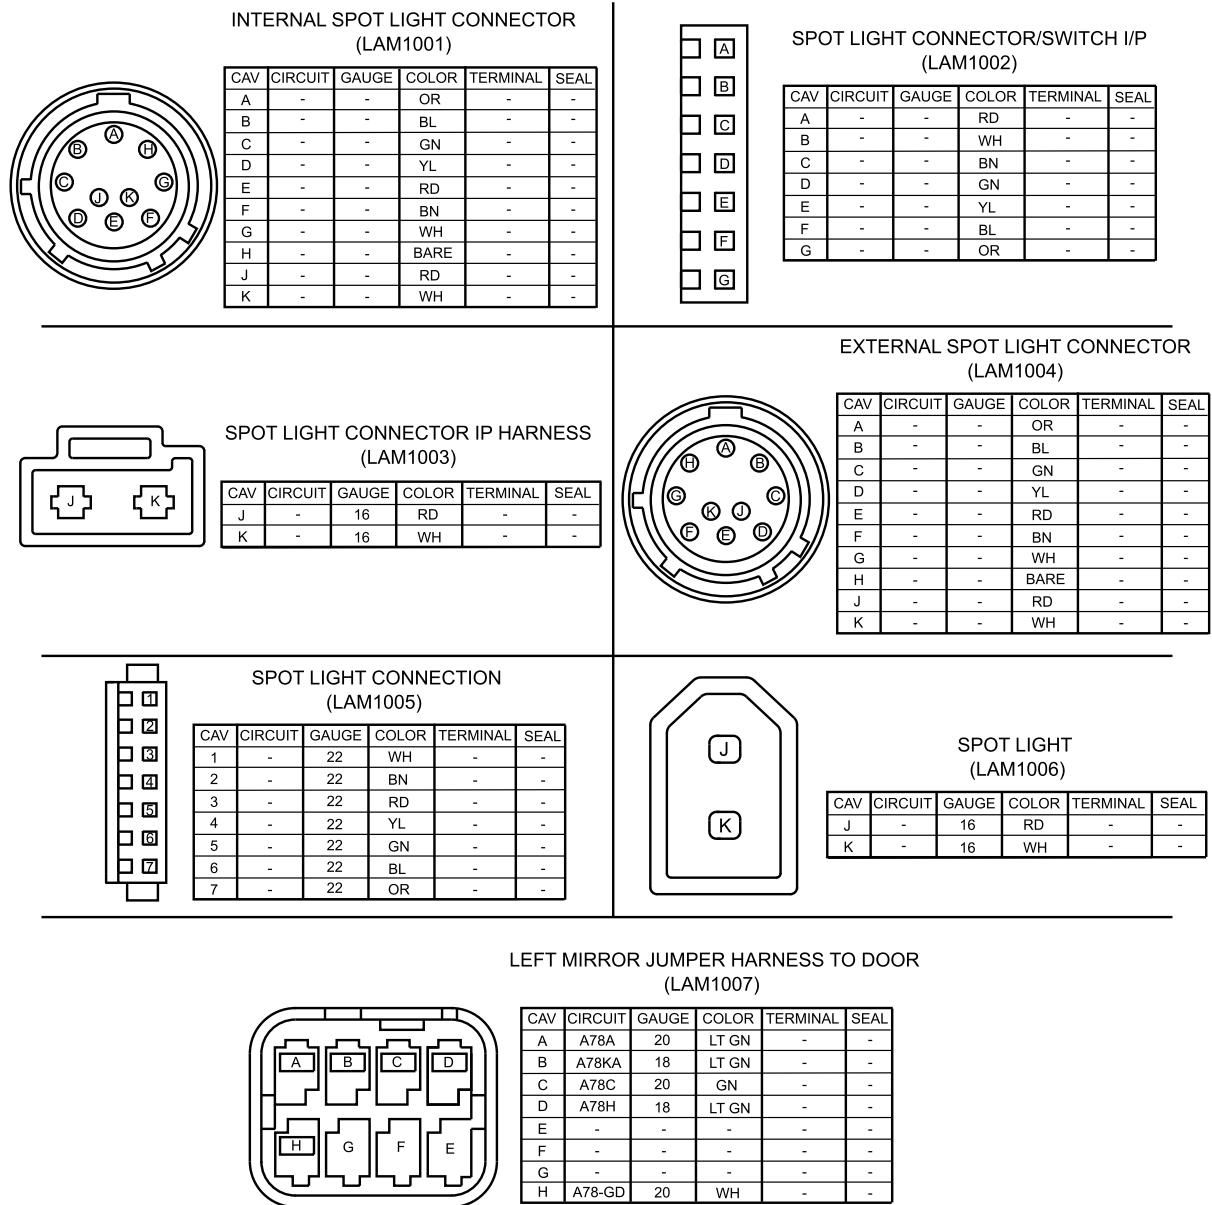 INTERNAL SPOT LIGHT CONNECTOR
(LAM1001)
A
B
H
C
G
J
K
D
E
F
CAV CIRCUIT GAUGE COLOR TERMINAL SEAL
A - - OR - -
B - - BL - -
C - - GN - -
D - - YL - -
E - - RD - -
F - - BN - -
G - - WH - -
H - - BARE - -
J - - RD - -
K - - WH - -
SPOT LIGHT CONNECTOR/SWITCH I/P
(LAM1002)
A
B
C
D
E
F
G
CAV CIRCUIT GAUGE COLOR TERMINAL SEAL
A - - RD - -
B - - WH - -
C - - BN - -
D - - GN - -
E - - YL - -
F - - BL - -
G - - OR - -
SPOT LIGHT CONNECTOR IP HARNESS
(LAM1003)
J K
CAV CIRCUIT GAUGE COLOR TERMINAL SEAL
J - 16 RD - -
K - 16 WH - -
EXTERNAL SPOT LIGHT CONNECTOR
(LAM1004)
A
H
B
G
C
K
J
F
E
D
CAV CIRCUIT GAUGE COLOR TERMINAL SEAL
A - - OR - -
B - - BL - -
C - - GN - -
D - - YL - -
E - - RD - -
F - - BN - -
G - - WH - -
H - - BARE - -
J - - RD - -
K - - WH - -
SPOT LIGHT CONNECTION
(LAM1005)
1
2
3
4
5
6
7
CAV CIRCUIT GAUGE COLOR TERMINAL SEAL
1 - 22 WH - -
2 - 22 BN - -
3 - 22 RD - -
4 - 22 YL - -
5 - 22 GN - -
6 - 22 BL - -
7 - 22 OR - -
SPOT LIGHT
(LAM1006)
J
K
CAV CIRCUIT GAUGE COLOR TERMINAL SEAL
J - 16 RD - -
K - 16 WH - -
LEFT MIRROR JUMPER HARNESS TO DOOR
(LAM1007)
A B C D
H G F E
CAV CIRCUIT GAUGE COLOR TERMINAL SEAL
A A78A 20 LT GN - -
B A78KA 18 LT GN - -
C A78C 20 GN - -
D A78H 18 LT GN - -
E - - - - -
F - - - - -
G - - - - -
H A78-GD 20 WH - -